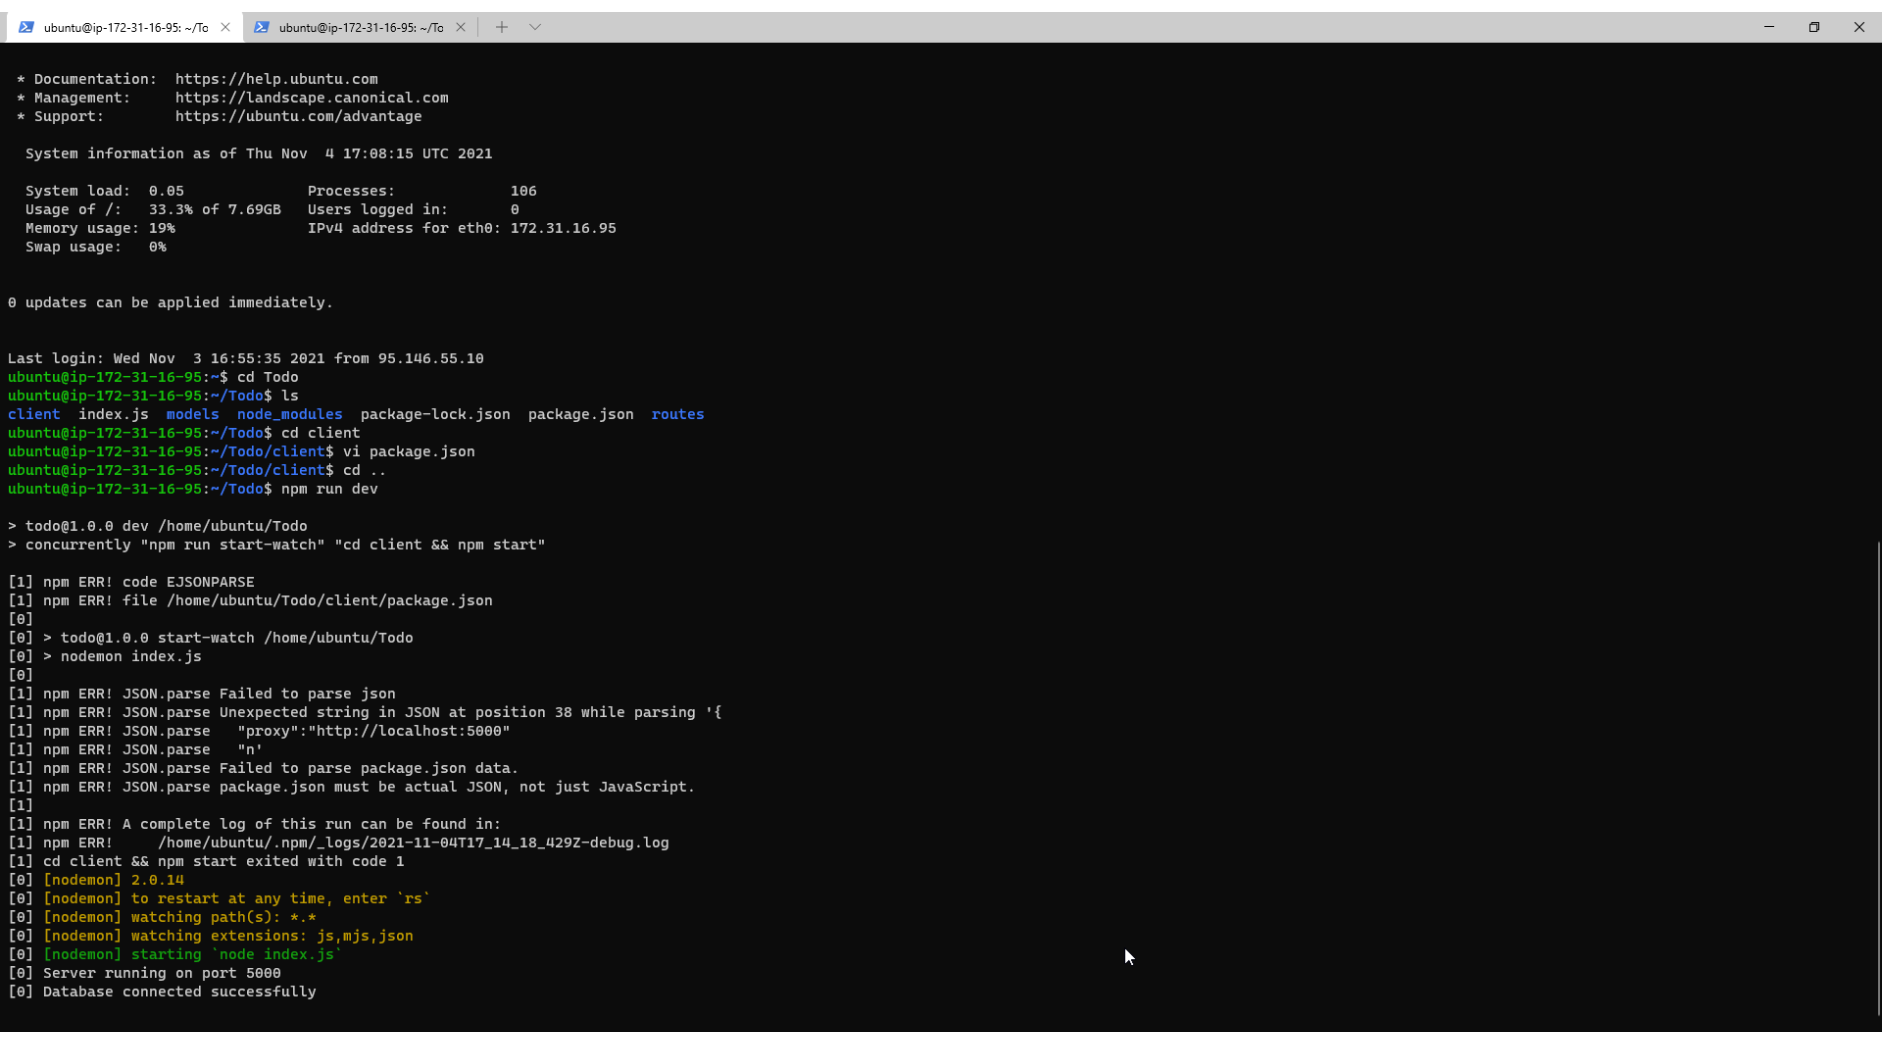 ubuntu@ip-172-31-16-95: ~/To
ubuntu@ip-172-31-16-95: ~/To
* Documentation:  https://help.ubuntu.com
* Management:     https://landscape.canonical.com
* Support:        https://ubuntu.com/advantage
System information as of Thu Nov  4 17:08:15 UTC 2021
System load:  0.05              Processes:             106
Usage of /:   33.3% of 7.69GB   Users logged in:       0
Memory usage: 19%               IPv4 address for eth0: 172.31.16.95
Swap usage:   0%
0 updates can be applied immediately.
Last login: Wed Nov  3 16:55:35 2021 from 95.146.55.10
ubuntu@ip-172-31-16-95:~$ cd Todo
ubuntu@ip-172-31-16-95:~/Todo$ ls
client  index.js  models  node_modules  package-lock.json  package.json  routes
ubuntu@ip-172-31-16-95:~/Todo$ cd client
ubuntu@ip-172-31-16-95:~/Todo/client$ vi package.json
ubuntu@ip-172-31-16-95:~/Todo/client$ cd ..
ubuntu@ip-172-31-16-95:~/Todo$ npm run dev
> todo@1.0.0 dev /home/ubuntu/Todo
> concurrently "npm run start-watch" "cd client && npm start"
[1] npm ERR! code EJSONPARSE
[1] npm ERR! file /home/ubuntu/Todo/client/package.json
[0]
[0] > todo@1.0.0 start-watch /home/ubuntu/Todo
[0] > nodemon index.js
[0]
[1] npm ERR! JSON.parse Failed to parse json
[1] npm ERR! JSON.parse Unexpected string in JSON at position 38 while parsing '{
[1] npm ERR! JSON.parse   "proxy":"http://localhost:5000"
[1] npm ERR! JSON.parse   "n'
[1] npm ERR! JSON.parse Failed to parse package.json data.
[1] npm ERR! JSON.parse package.json must be actual JSON, not just JavaScript.
[1]
[1] npm ERR! A complete log of this run can be found in:
[1] npm ERR!     /home/ubuntu/.npm/_logs/2021-11-04T17_14_18_429Z-debug.log
[1] cd client && npm start exited with code 1
[0] [nodemon] 2.0.14
[0] [nodemon] to restart at any time, enter `rs`
[0] [nodemon] watching path(s): *.*
[0] [nodemon] watching extensions: js,mjs,json
[0] [nodemon] starting `node index.js`
[0] Server running on port 5000
[0] Database connected successfully